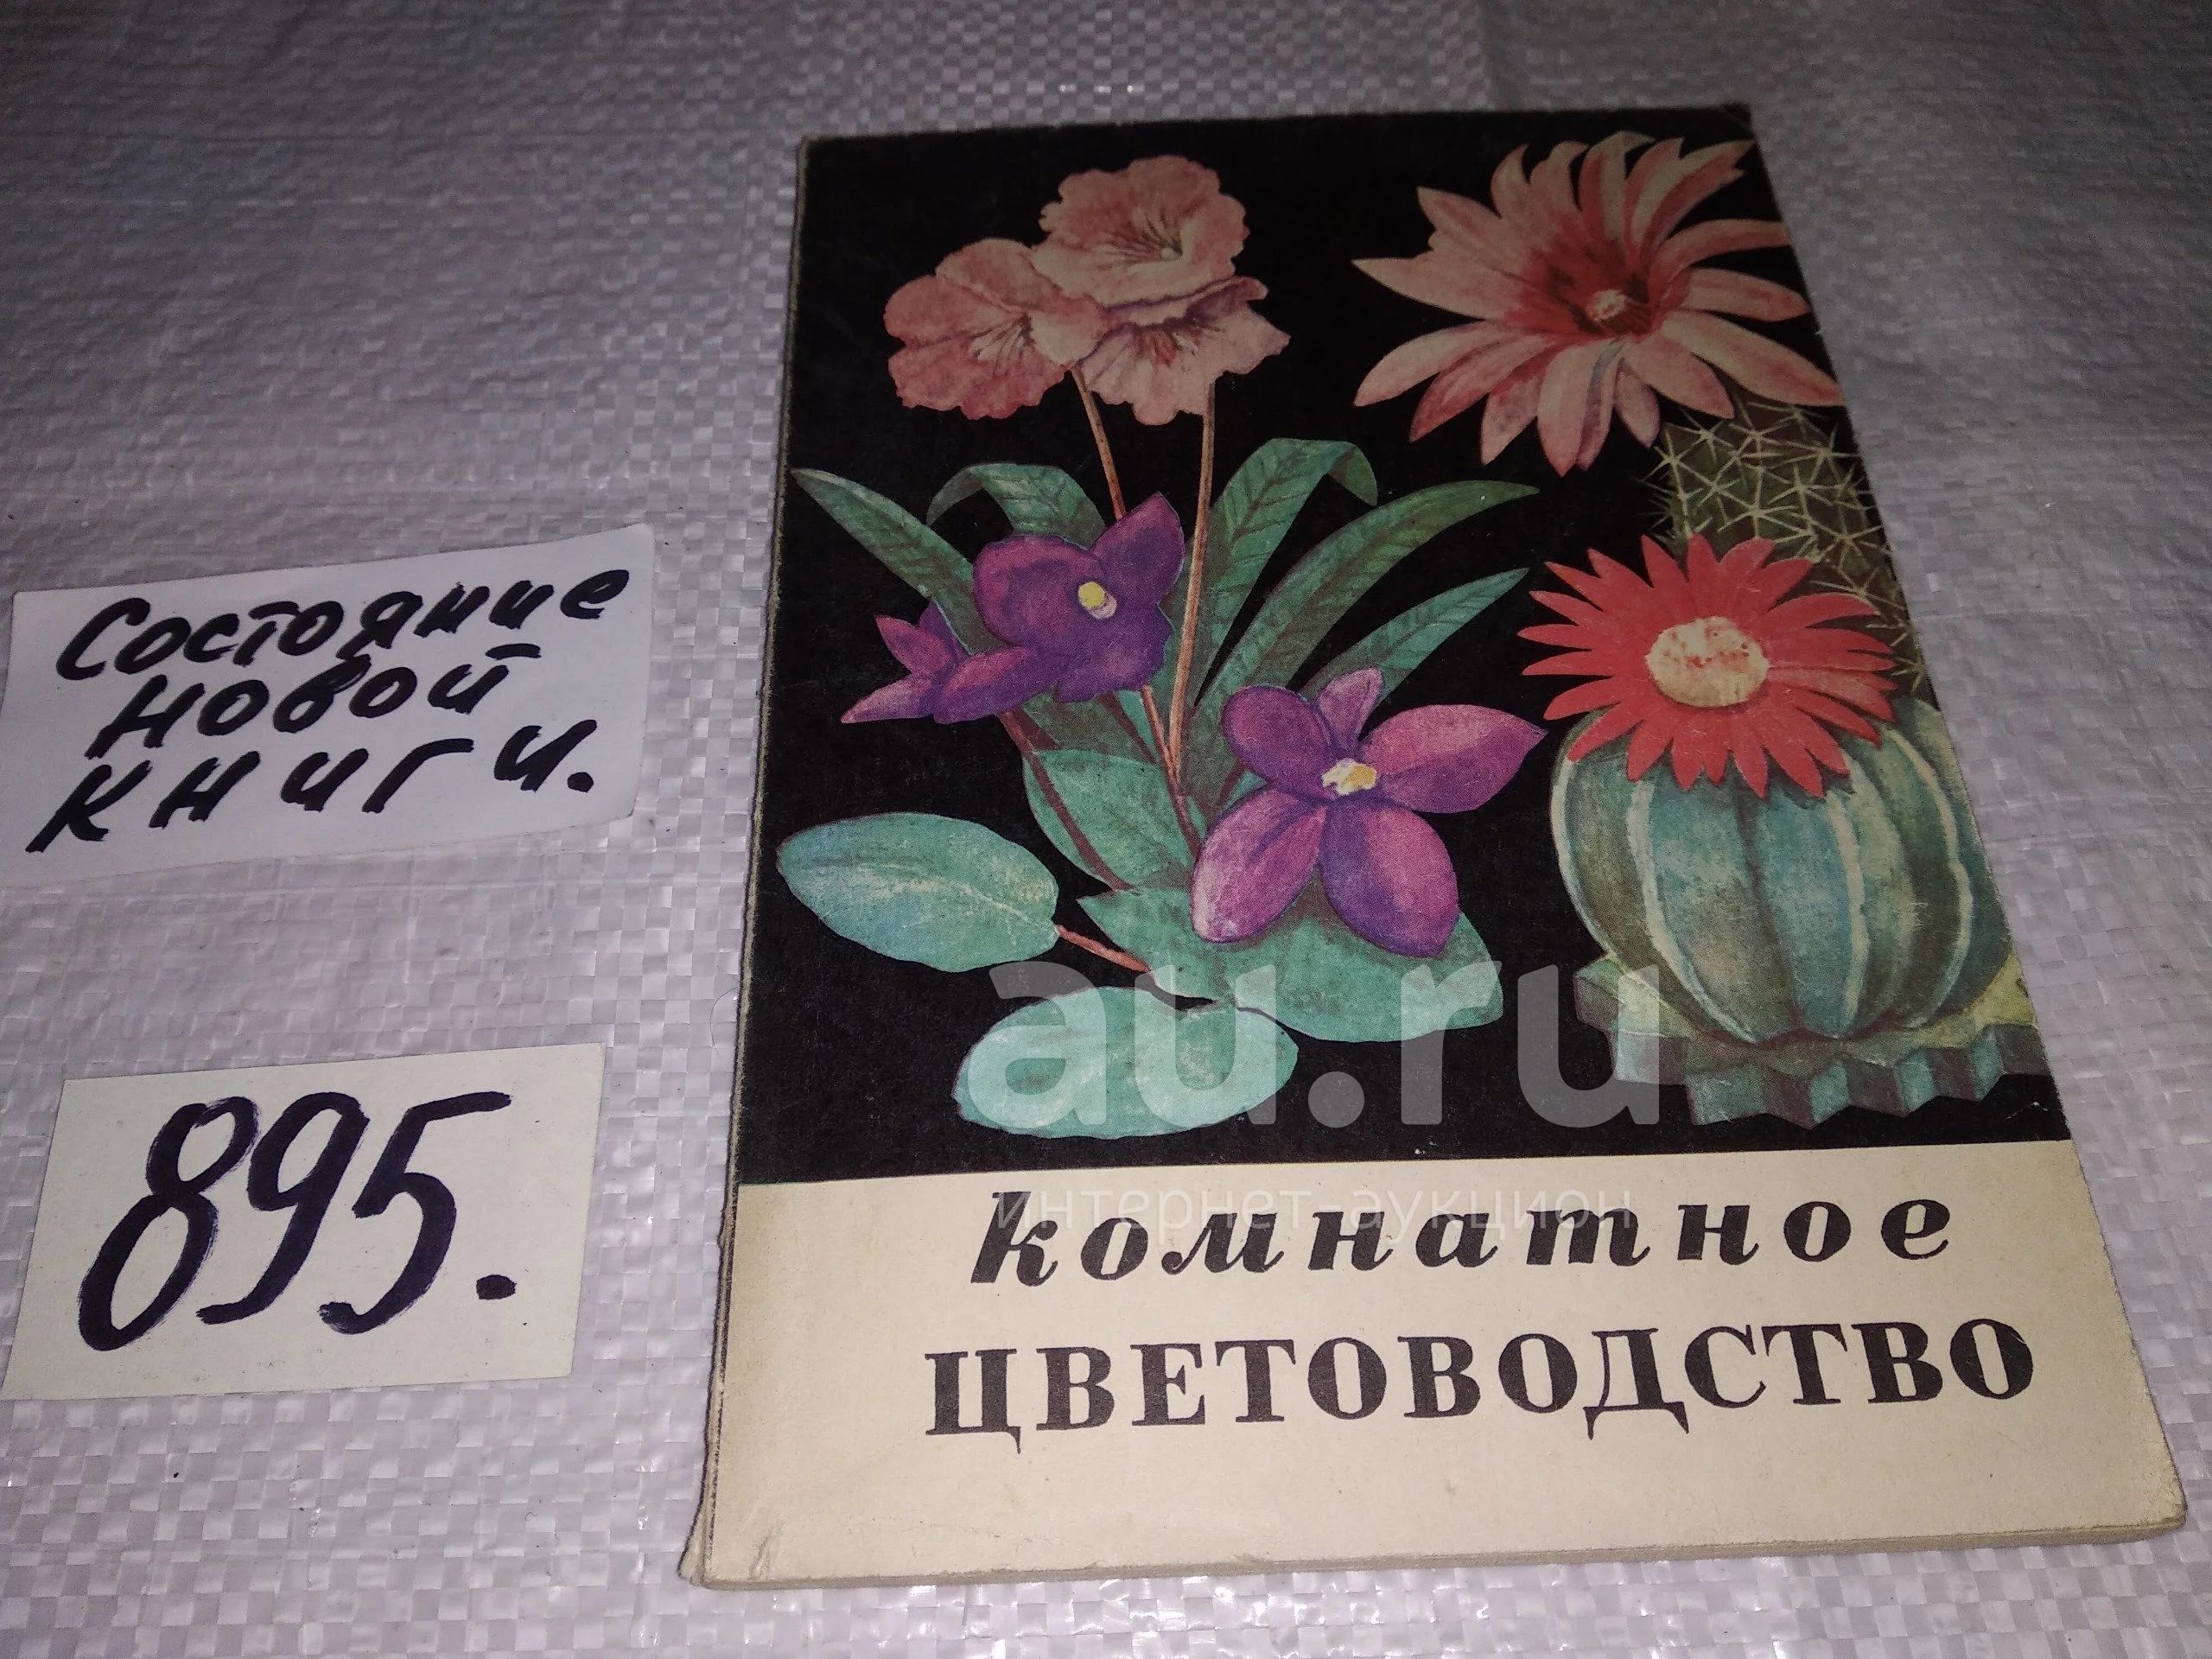 Состояние
новой
книги.
895.
au.ru
интернет-аукцион
комнатное
ЦВЕТОВОДСТВО